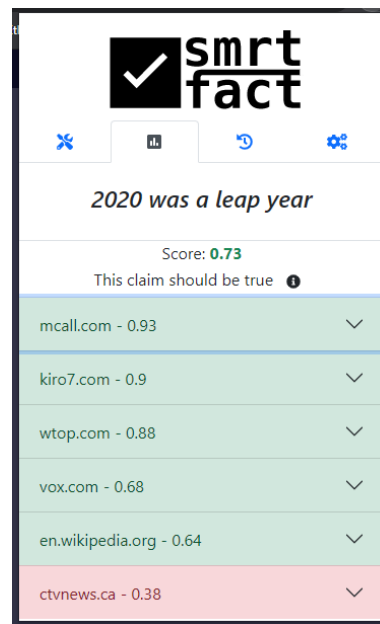 smrt
fact
2020 was a leap year
Score: 0.73
This claim should be true
mcall.com - 0.93
kiro7.com - 0.9
wtop.com - 0.88
vox.com - 0.68
en.wikipedia.org - 0.64
ctvnews.ca - 0.38